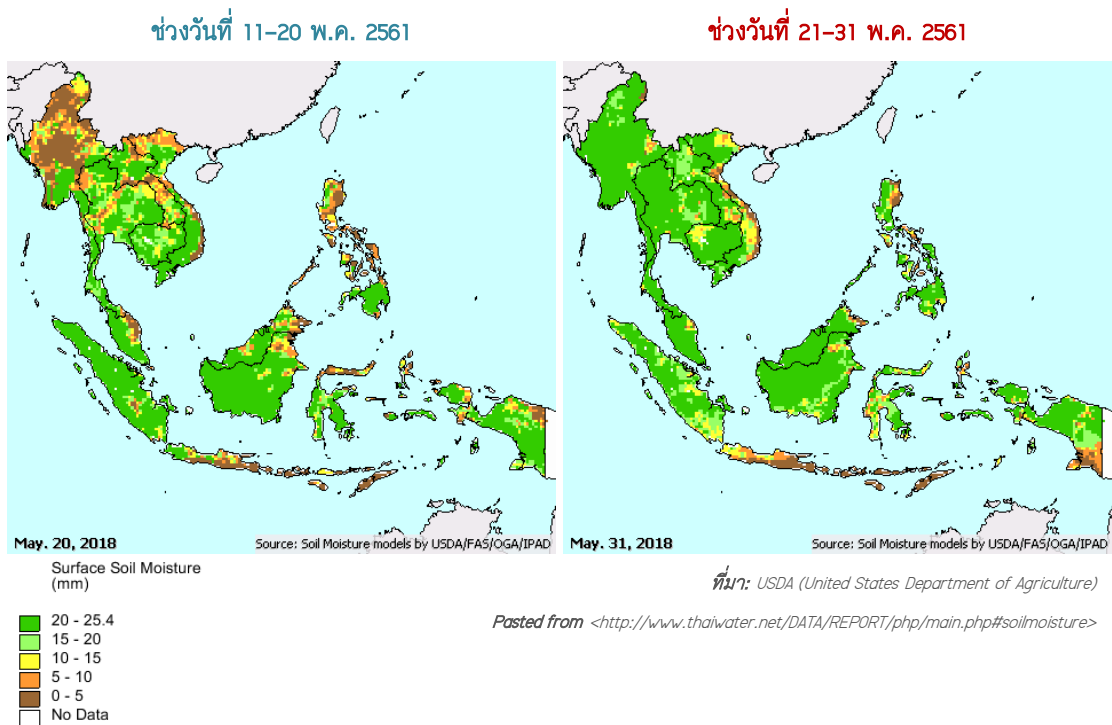 ช่วงวันที่ 11-20 พ.ค. 2561
ช่วงวันที่ 21-31 พ.ค. 2561
May. 20, 2018
Source: Soil Moisture models by USDA/FAS/OGA/IPAD
May. 31, 2018
Source: Soil Moisture models by USDA/FAS/OGA/IPAD
Surface Soil Moisture
(mm)
20 - 25.4
15 - 20
10 - 15
5 - 10
0 - 5
No Data
ที่มา: USDA (United States Department of Agriculture)
Pasted from <http://www.thaiwater.net/DATA/REPORT/php/main.php#soilmoisture>